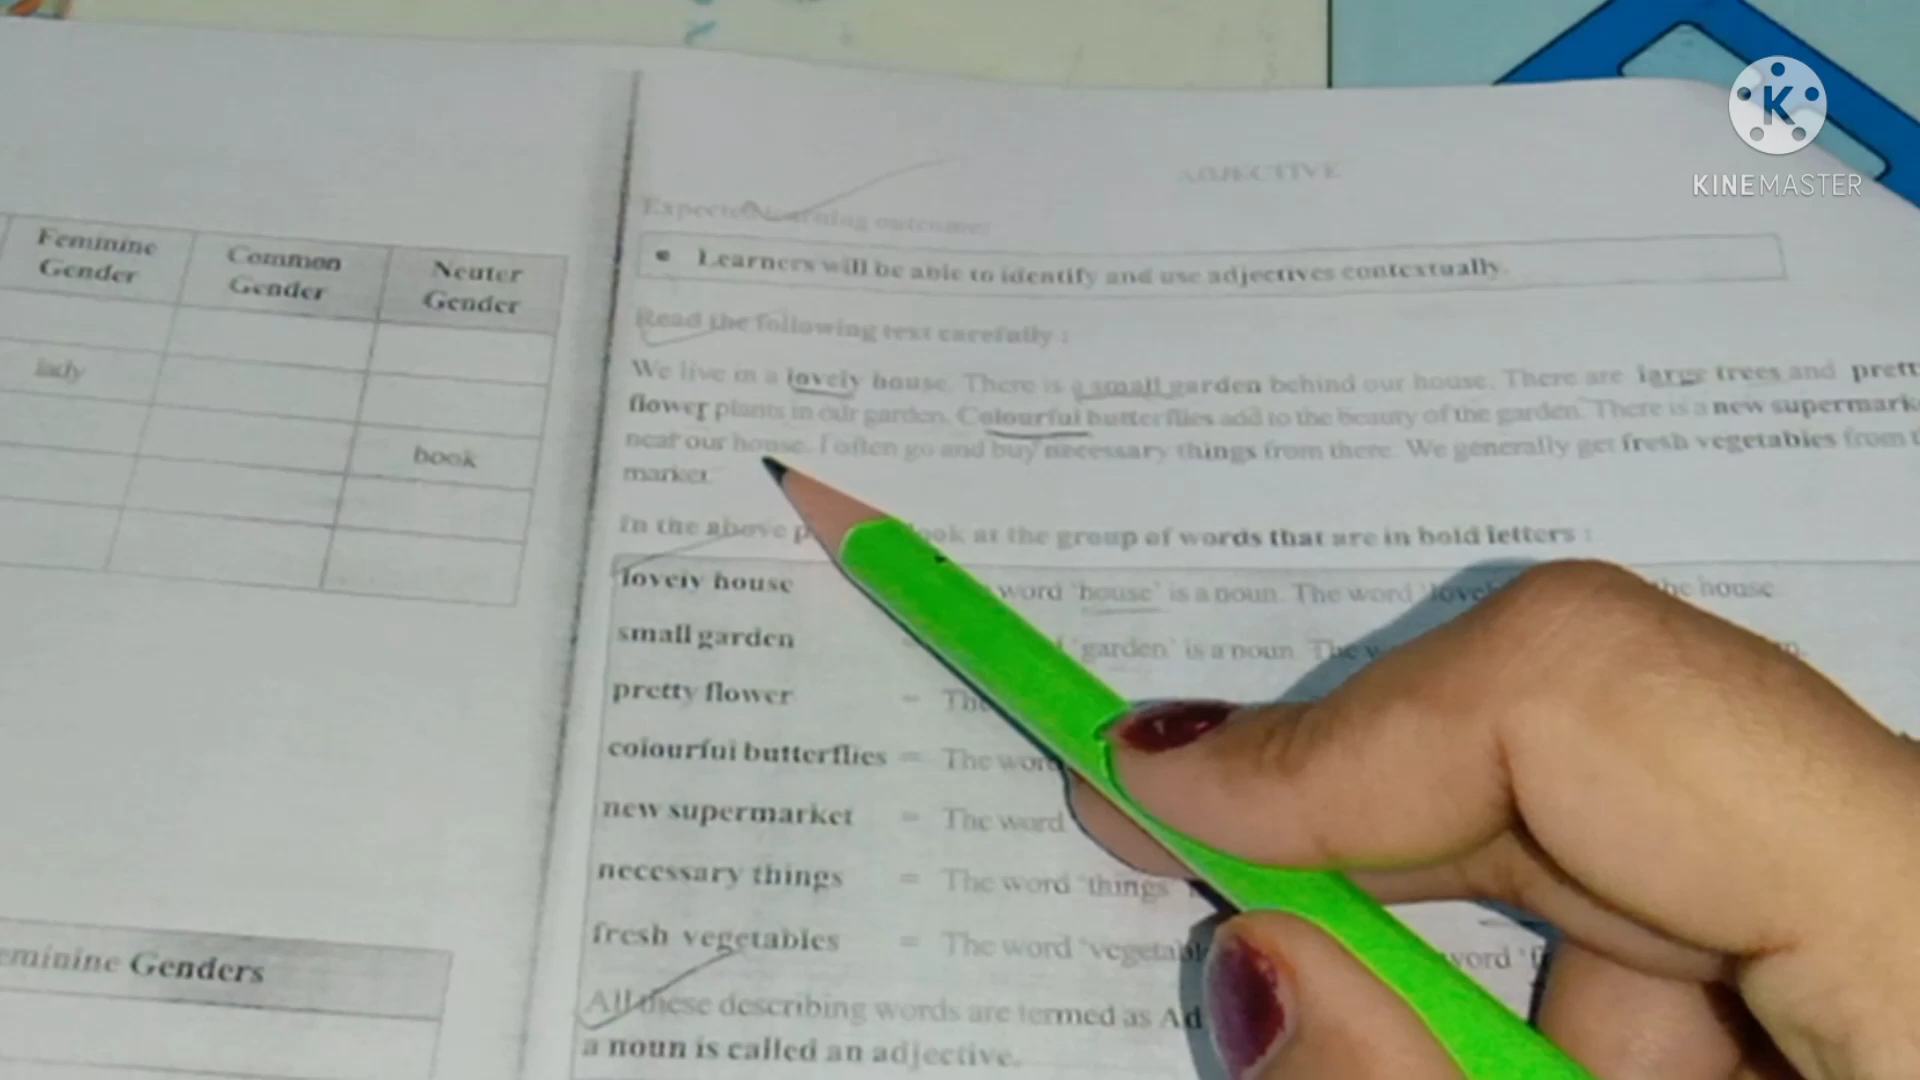 KINEMASTER
Feminine Gender
Common Gender
Neuter Gender
lady
book
Genders
ADJECTIVE
Expected learning outcome:
• Learners will be able to identify and use adjectives contextually.
Read the following text carefully :
We live in a lovely house. There is a small garden behind our house. There are large trees and
flower plants in our garden. Colourful butterflies add to the beauty of the garden. There is a new
near our house. I often go and buy necessary things from there. We generally get fresh vegetables from
market.
In the above look at the group of words that are in bold letters :
lovely house word 'house' is a noun. The word the house.
small garden = 'garden' is a noun. The
pretty flower =
colourful butterflies = The
new supermarket = The word
necessary things = The word 'things'
fresh vegetables = The word word
All these describing words are termed as
a noun is called an adjective.